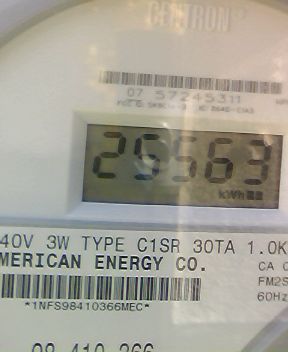 CENTRON
07 57245311
25563
kWh
40V 3W TYPE C1SR 30TA 1.0K
MERICAN ENERGY CO.
CA 0
FM2S
60Hz
*1NFS98410366MEC*
98 410 366